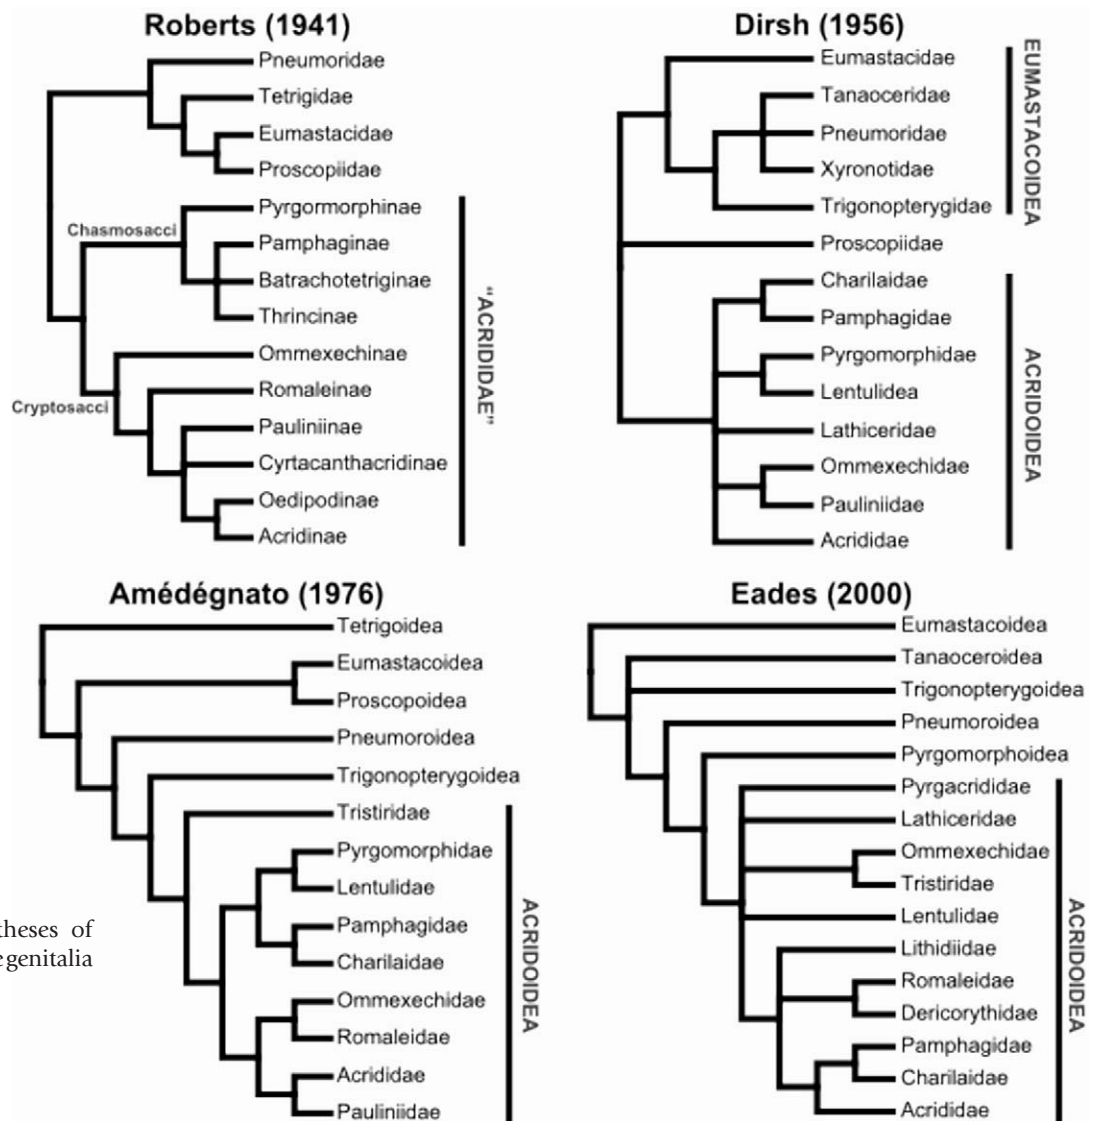 Roberts (1941)
Pneumoridae
Tetrigidae
Eumastacidae
Proscopiidae
Pyrgormorphinae
Chasmosacci
Pamphaginae
Batrachotetriginae
Thrincinae
Ommexechinae
Romaleinae
Cryptosacci
Pauliniinae
Cyrtacanthacridinae
Oedipodinae
Acridinae
"ACRIDIDAE"
Dirsh (1956)
Eumastacidae
Tanaoceridae
Pneumoridae
Xyronotidae
Trigonopterygidae
EUMASTACOIDEA
Proscopiidae
Charilaidae
Pamphagidae
Pyrgomorphidae
Lentulidea
Lathiceridae
Ommexechidae
Pauliniidae
Acrididae
ACRIDOIDEA
Amédégnato (1976)
Tetrigoidea
Eumastacoidea
Proscopoidea
Pneumoroidea
Trigonopterygoidea
Tristiridae
Pyrgomorphidae
Lentulidae
Pamphagidae
Charilaidae
Ommexechidae
Romaleidae
Acrididae
Pauliniidae
ACRIDOIDEA
Eades (2000)
Eumastacoidea
Tanaoceroidea
Trigonopterygoidea
Pneumoroidea
Pyrgomorphoidea
Pyrgacrididae
Lathiceridae
Ommexechidae
Tristiridae
Lentulidae
Lithidiidae
Romaleidae
Dericorythidae
Pamphagidae
Charilaidae
Acrididae
ACRIDOIDEA
theses of
genitalia